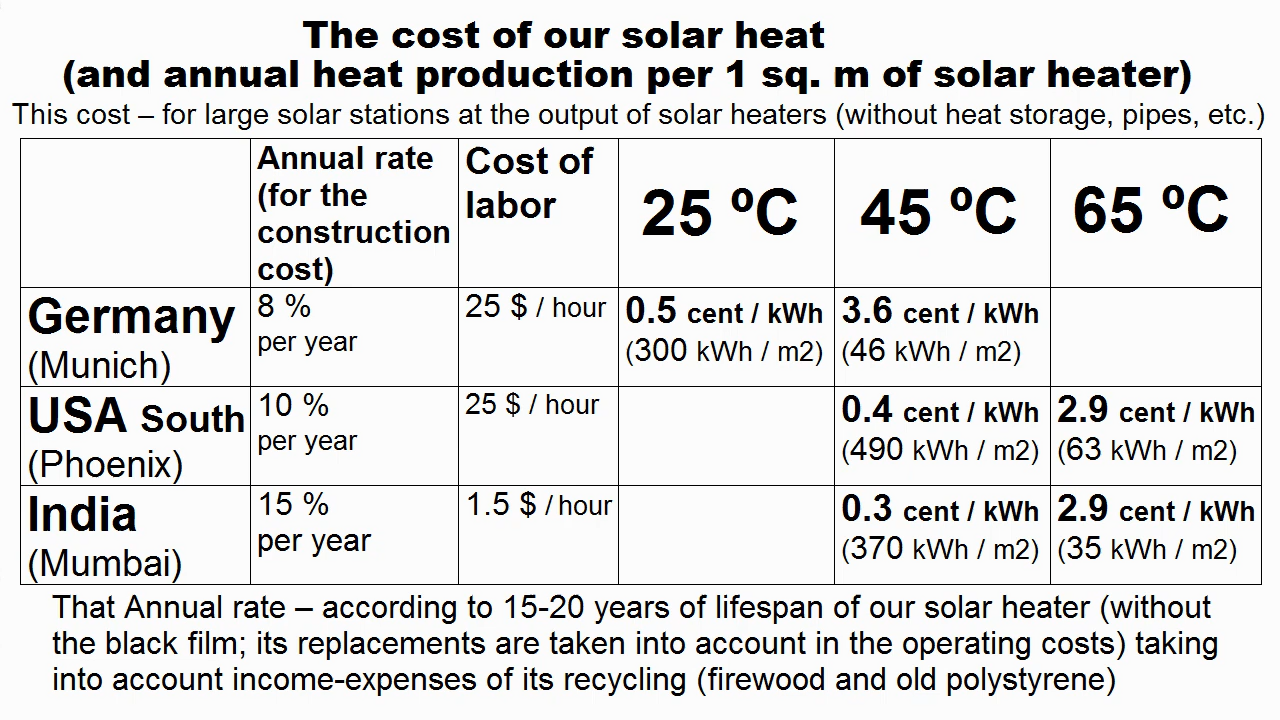 The cost of our solar heat
(and annual heat production per 1 sq. m of solar heater)
This cost – for large solar stations at the output of solar heaters (without heat storage, pipes, etc.)
Annual rate
(for the
construction
cost)
Cost of
labor
25 ºC
45 ºC
65 ºC
Germany
(Munich)
8 %
per year
25 $ / hour
0.5 cent / kWh
(300 kWh / m2)
3.6 cent / kWh
(46 kWh / m2)
USA South
(Phoenix)
10 %
per year
25 $ / hour
0.4 cent / kWh
(490 kWh / m2)
2.9 cent / kWh
(63 kWh / m2)
India
(Mumbai)
15 %
per year
1.5 $ / hour
0.3 cent / kWh
(370 kWh / m2)
2.9 cent / kWh
(35 kWh / m2)
That Annual rate – according to 15-20 years of lifespan of our solar heater (without
the black film; its replacements are taken into account in the operating costs) taking
into account income-expenses of its recycling (firewood and old polystyrene)